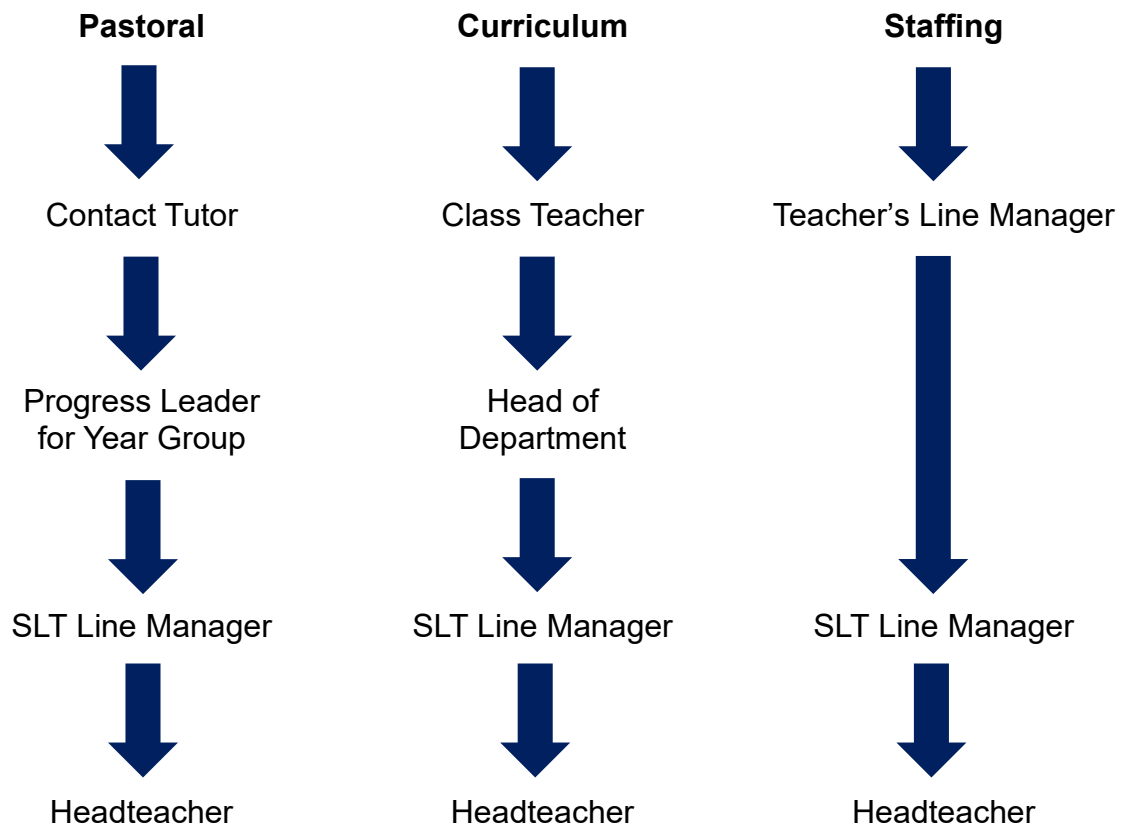 Pastoral
Curriculum
Staffing
Contact Tutor
Class Teacher
Teacher’s Line Manager
Progress Leader
for Year Group
Head of
Department
SLT Line Manager
SLT Line Manager
SLT Line Manager
Headteacher
Headteacher
Headteacher